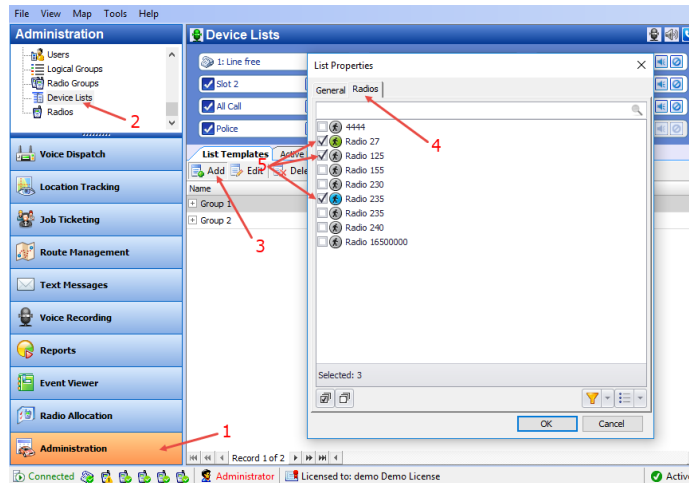 File View Map Tools Help
Administration
Users
Logical Groups
Radio Groups
Device Lists
Radios
2
Voice Dispatch
Location Tracking
Job Ticketing
Route Management
Text Messages
Voice Recording
Reports
Event Viewer
Radio Allocation
Administration
1
Device Lists
1: Line free
Slot 2
All Call
Police
List Templates Active
Add Edit Dele
Name
Group 1
Group 2
3
Record 1 of 2
List Properties
General Radios
4
5
4444
Radio 27
Radio 125
Radio 155
Radio 230
Radio 235
Radio 235
Radio 240
Radio 16500000
Selected: 3
OK Cancel
Connected Administrator Licensed to: demo Demo License Active